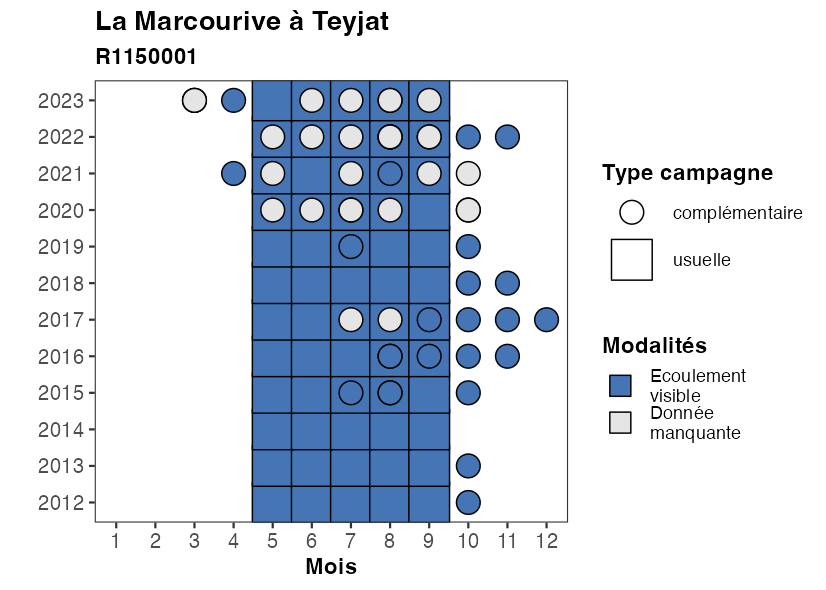 La Marcourive à Teyjat
R1150001
2023
2022
2021
2020
2019
2018
2017
2016
2015
2014
2013
2012
1 2 3 4 5 6 7 8 9 10 11 12
Mois
Type campagne
complémentaire
usuelle
Modalités
Ecoulement
visible
Donnée
manquante